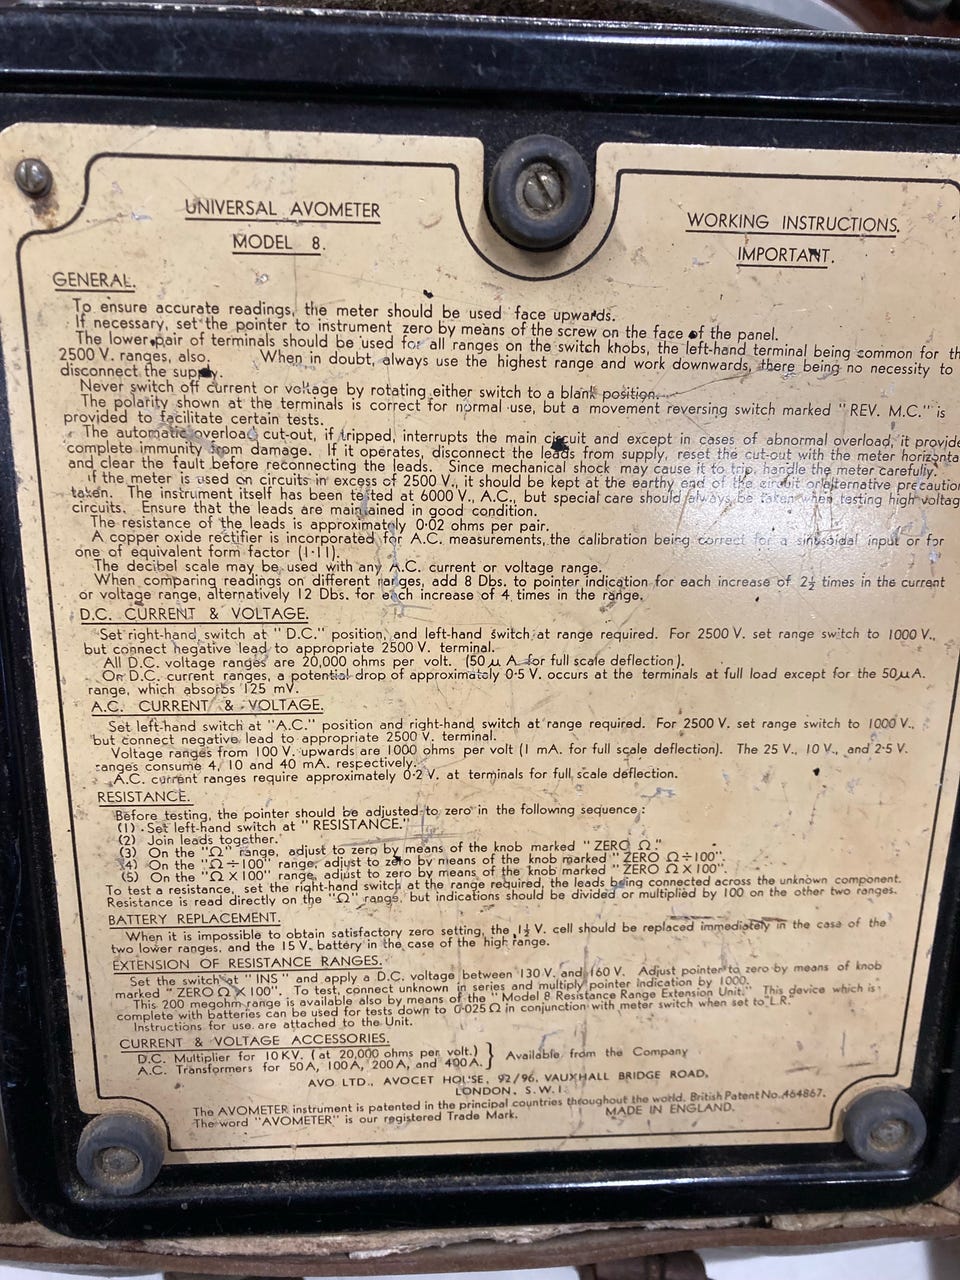 UNIVERSAL AVOMETER
MODEL 8.
WORKING INSTRUCTIONS.
IMPORTANT.
GENERAL.
To ensure accurate readings, the meter should be used face upwards.
If necessary, set the pointer to instrument zero by means of the screw on the face of the panel.
The lower pair of terminals should be used for all ranges on the switch knobs, the left-hand terminal being common for th
2500 V. ranges, also. When in doubt, always use the highest range and work downwards, there being no necessity to
disconnect the supply.
Never switch off current or voltage by rotating either switch to a blank position.
The polarity shown at the terminals is correct for normal use, but a movement reversing switch marked "REV. M.C." is
provided to facilitate certain tests.
The automatic overload cut-out, if tripped, interrupts the main circuit and except in cases of abnormal overload, it provide
complete immunity from damage. If it operates, disconnect the leads from supply, reset the cut-out with the meter horizonta
and clear the fault before reconnecting the leads. Since mechanical shock may cause it to trip, handle the meter carefully.
If the meter is used on circuits in excess of 2500 V., it should be kept at the earthy end of the circuit or alternative precaution
taken. The instrument itself has been tested at 6000 V., A.C., but special care should always be taken when testing high voltag
circuits. Ensure that the leads are maintained in good condition.
The resistance of the leads is approximately 0·02 ohms per pair.
A copper oxide rectifier is incorporated for A.C. measurements, the calibration being correct for a sinusoidal input or for
one of equivalent form factor (1·11).
The decibel scale may be used with any A.C. current or voltage range.
When comparing readings on different ranges, add 8 Dbs. to pointer indication for each increase of 2½ times in the current
or voltage range, alternatively 12 Dbs. for each increase of 4 times in the range.
D.C. CURRENT & VOLTAGE.
Set right-hand switch at "D.C." position, and left-hand switch at range required. For 2500 V. set range switch to 1000 V.,
but connect negative lead to appropriate 2500 V. terminal.
All D.C. voltage ranges are 20,000 ohms per volt. (50 μ A. for full scale deflection).
On D.C. current ranges, a potential drop of approximately 0·5 V. occurs at the terminals at full load except for the 50μA.
range, which absorbs 125 mV.
A.C. CURRENT & VOLTAGE.
Set left-hand switch at "A.C." position and right-hand switch at range required. For 2500 V. set range switch to 1000 V.,
but connect negative lead to appropriate 2500 V. terminal.
Voltage ranges from 100 V. upwards are 1000 ohms per volt (1 mA. for full scale deflection). The 25 V., 10 V., and 2·5 V.
ranges consume 4, 10 and 40 mA. respectively.
A.C. current ranges require approximately 0·2 V. at terminals for full scale deflection.
RESISTANCE.
Before testing, the pointer should be adjusted to zero in the following sequence :
(1) Set left-hand switch at "RESISTANCE."
(2) Join leads together.
(3) On the "Ω" range, adjust to zero by means of the knob marked "ZERO Ω."
(4) On the "Ω÷100" range, adjust to zero by means of the knob marked "ZERO Ω÷100".
(5) On the "Ω X 100" range, adjust to zero by means of the knob marked "ZERO Ω X 100".
To test a resistance, set the right-hand switch at the range required, the leads being connected across the unknown component.
Resistance is read directly on the "Ω" range, but indications should be divided or multiplied by 100 on the other two ranges.
BATTERY REPLACEMENT.
When it is impossible to obtain satisfactory zero setting, the 1½ V. cell should be replaced immediately in the case of the
two lower ranges, and the 15 V. battery in the case of the high range.
EXTENSION OF RESISTANCE RANGES.
Set the switch at "INS" and apply a D.C. voltage between 130 V. and 160 V. Adjust pointer to zero by means of knob
marked "ZERO Ω X 100". To test, connect unknown in series and multiply pointer indication by 1000.
This 200 megohm range is available also by means of the "Model 8 Resistance Range Extension Unit." This device which is
complete with batteries can be used for tests down to 0·025 Ω in conjunction with meter switch when set to "L.R."
Instructions for use are attached to the Unit.
CURRENT & VOLTAGE ACCESSORIES.
D.C. Multiplier for 10 KV. (at 20,000 ohms per volt.)
A.C. Transformers for 50 A, 100 A, 200 A, and 400 A. } Available from the Company
AVO LTD., AVOCET HOUSE, 92/96, VAUXHALL BRIDGE ROAD,
LONDON, S.W.1.
The AVOMETER instrument is patented in the principal countries throughout the world. British Patent No. 464867.
The word "AVOMETER" is our registered Trade Mark. MADE IN ENGLAND.